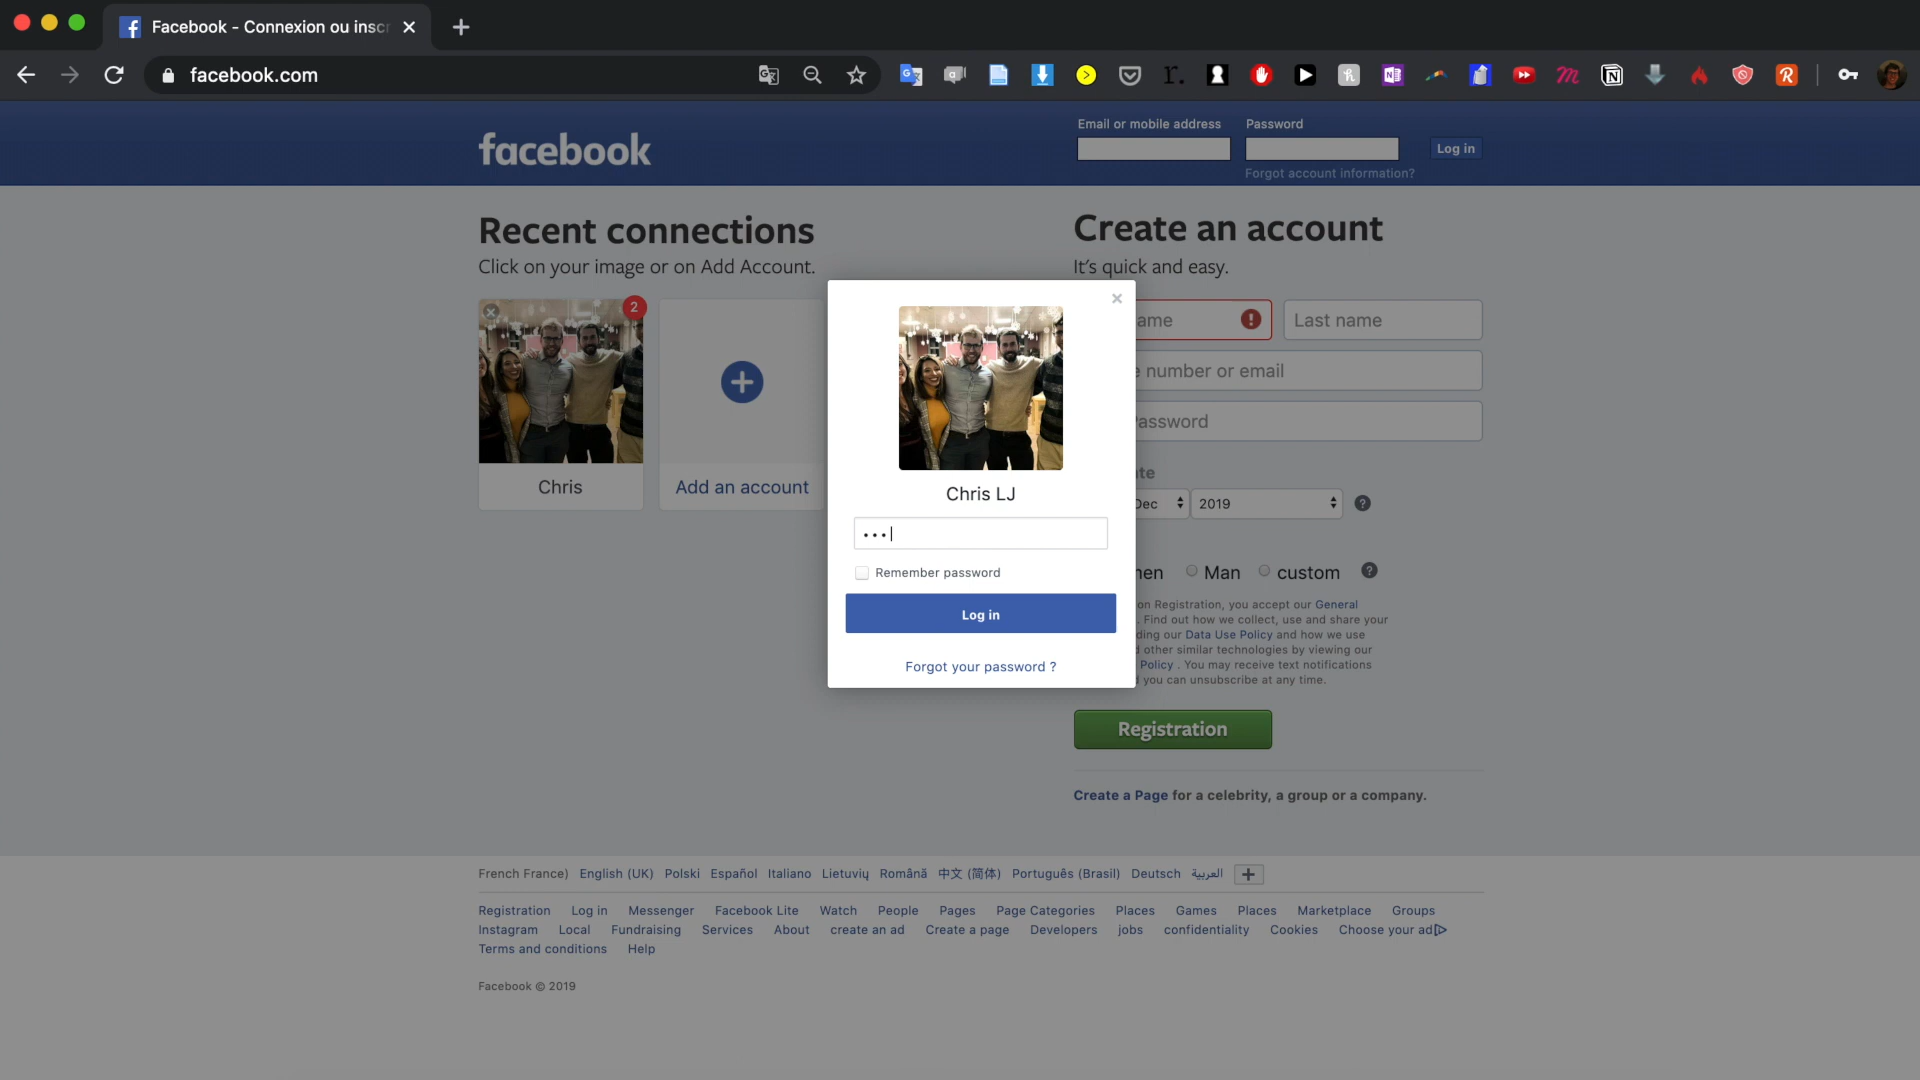 Facebook - Connexion ou inscr
facebook.com
facebook
Email or mobile address
Password
Log in
Forgot account information?
Recent connections
Click on your image or on Add Account.
2
Chris
Add an account
Create an account
It's quick and easy.
ame
Last name
e number or email
assword
te
Dec
2019
men
Man
custom
on Registration, you accept our General
. Find out how we collect, use and share your
ding our Data Use Policy and how we use
d other similar technologies by viewing our
Policy . You may receive text notifications
d you can unsubscribe at any time.
Registration
Create a Page for a celebrity, a group or a company.
Chris LJ
Remember password
Log in
Forgot your password ?
French France) English (UK) Polski Español Italiano Lietuvių Română 中文 (简体) Português (Brasil) Deutsch العربية
Registration Log in Messenger Facebook Lite Watch People Pages Page Categories Places Games Places Marketplace Groups
Instagram Local Fundraising Services About create an ad Create a page Developers jobs confidentiality Cookies Choose your ad
Terms and conditions Help
Facebook © 2019